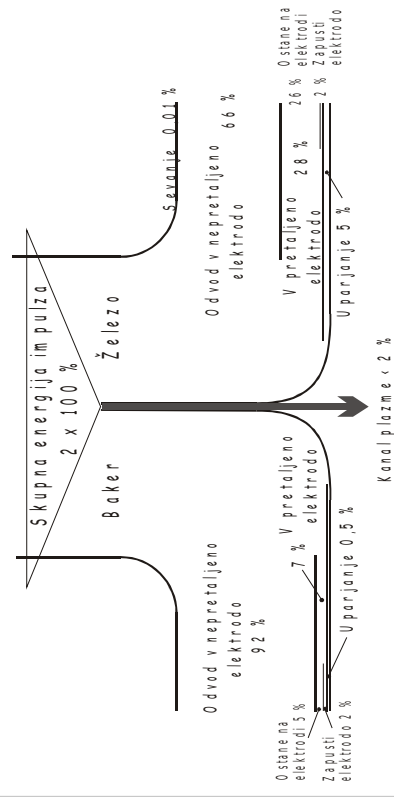 Skupna energija impulza
2 x 100 %
Baker
Železo
Sevanje 0.01 %
Odvod v nepretaljeno
elektrodo
92 %
Odvod v nepretaljeno
elektrodo
66 %
V pretaljeno
elektrodo
7 %
V pretaljeno
elektrodo
28 %
Ostane na
elektrodi 5 %
Zapusti
elektrodo 2 %
Uparjanje 0,5 %
Ostane na
elektrodi
26 %
Zapusti
elektrodo
2 %
Uparjanje 5 %
Kanal plazme < 2 %